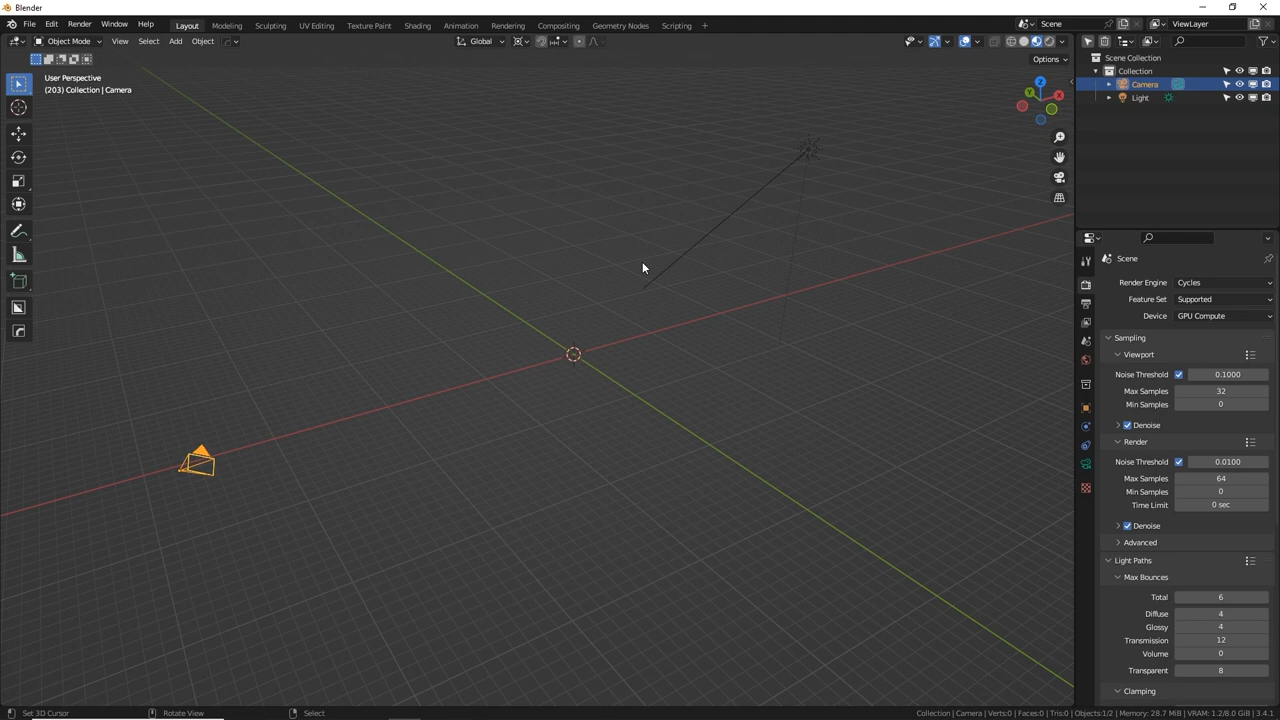 Blender
File Edit Render Window Help Layout Modeling Sculpting UV Editing Texture Paint Shading Animation Rendering Compositing Geometry Nodes Scripting + Scene ViewLayer
Object Mode View Select Add Object Global
Options
User Perspective
(203) Collection | Camera
X
Y
Z
Scene Collection
Collection
Camera
Light
Scene
Render Engine Cycles
Feature Set Supported
Device GPU Compute
Sampling
Viewport
Noise Threshold 0.1000
Max Samples 32
Min Samples 0
Denoise
Render
Noise Threshold 0.0100
Max Samples 64
Min Samples 0
Time Limit 0 sec
Denoise
Advanced
Light Paths
Max Bounces
Total 6
Diffuse 4
Glossy 4
Transmission 12
Volume 0
Transparent 8
Clamping
Set 3D Cursor Rotate View Select Collection | Camera | Verts:0 | Faces:0 | Tris:0 | Objects:1/2 | Memory: 28.7 MiB | VRAM: 1.2/8.0 GiB | 3.4.1